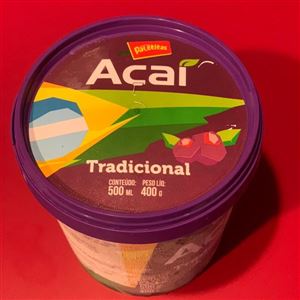 Açaí
Tradicional
CONTEÚDO: PESO LÍQ:
500 ML 400 G